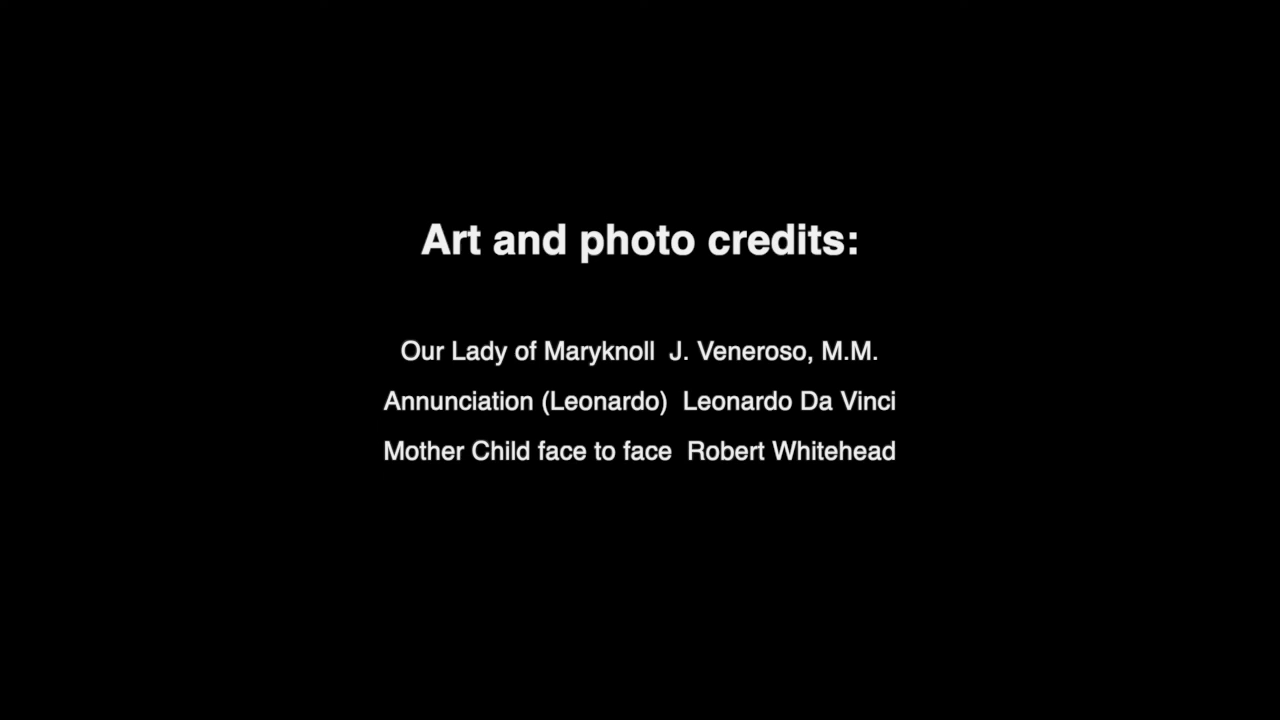 Art and photo credits:
Our Lady of Maryknoll  J. Veneroso, M.M.
Annunciation (Leonardo)  Leonardo Da Vinci
Mother Child face to face  Robert Whitehead